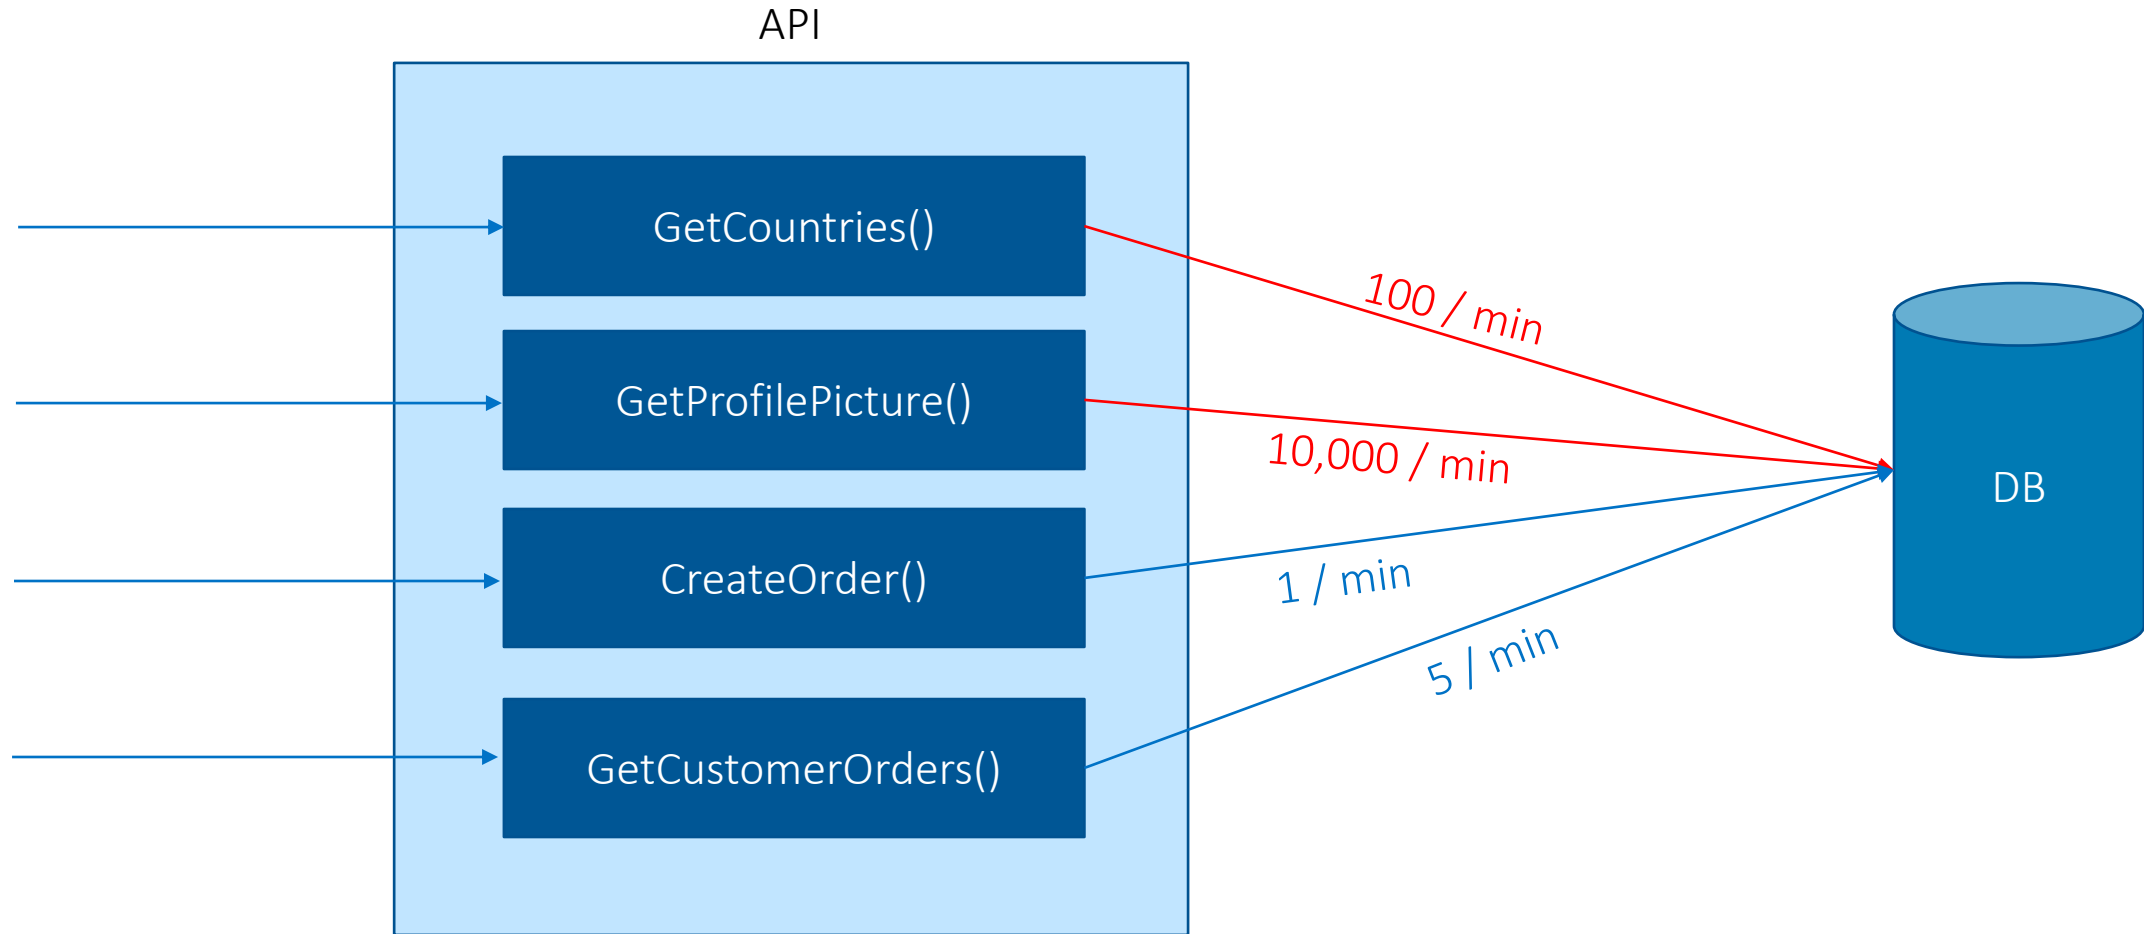 API
GetCountries()
100 / min
GetProfilePicture()
10,000 / min
DB
CreateOrder()
1 / min
5 / min
GetCustomerOrders()